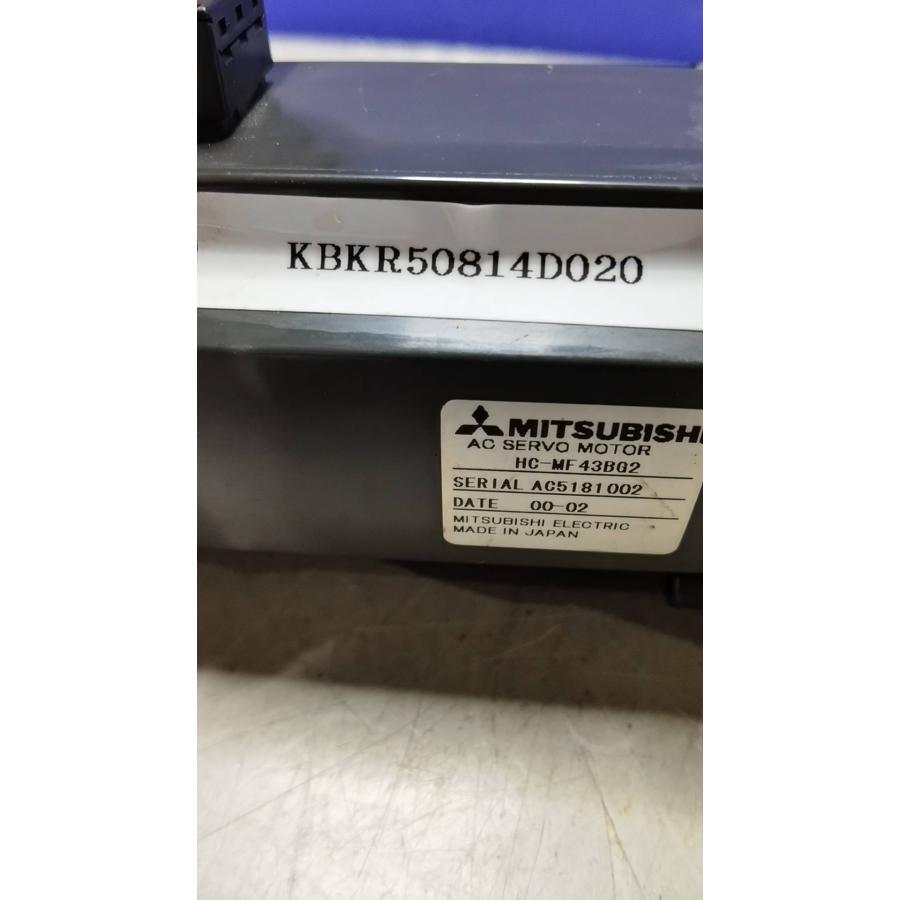 KBKR50814D020
MITSUBISHI
AC SERVO MOTOR
HC-MF43BG2
SERIAL AC5181002
DATE 00-02
MITSUBISHI ELECTRIC
MADE IN JAPAN